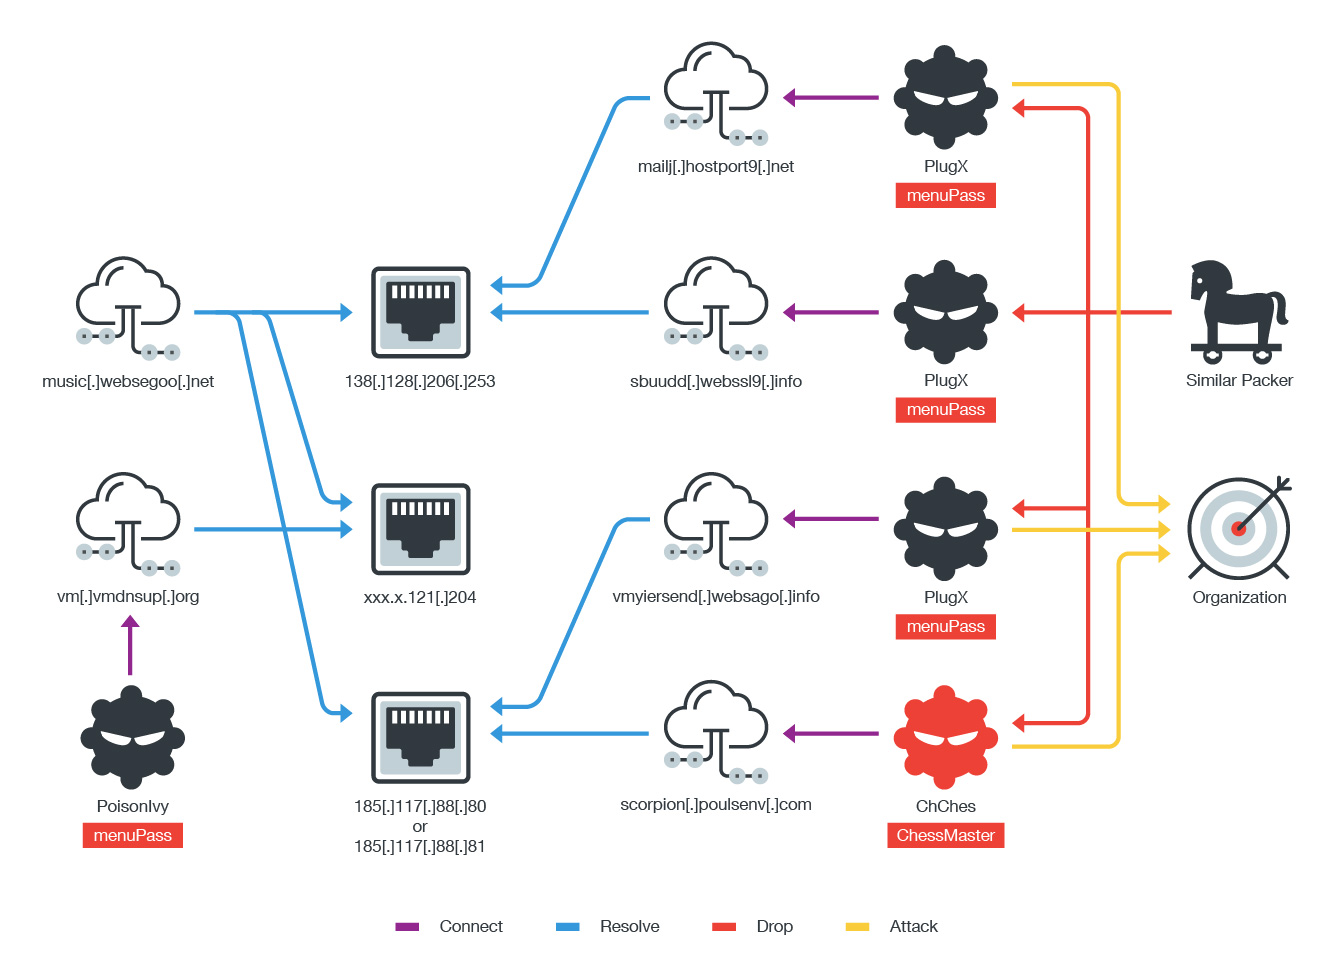 mailj[.]hostport9[.]net
PlugX
menuPass
music[.]websegoo[.]net
138[.]128[.]206[.]253
sbuudd[.]webssl9[.]info
PlugX
menuPass
Similar Packer
vm[.]vmdnsup[.]org
xxx.x.121[.]204
vmyiersend[.]websago[.]info
PlugX
menuPass
Organization
PoisonIvy
menuPass
185[.]117[.]88[.]80
or
185[.]117[.]88[.]81
scorpion[.]poulsenv[.]com
ChChes
ChessMaster
Connect
Resolve
Drop
Attack